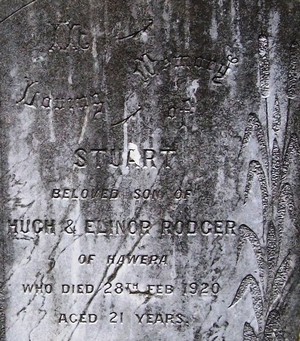 In
Loving Memory
of
STUART
BELOVED SON OF
HUGH & ELINOR RODGER
OF HAWERA
WHO DIED 28TH FEB 1920
AGED 21 YEARS.